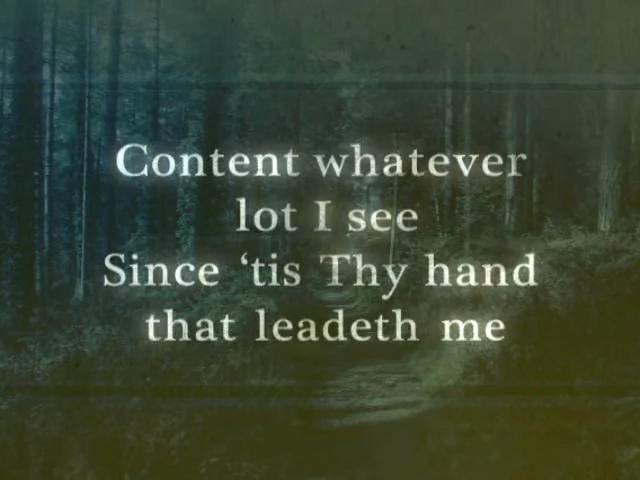 Content whatever
lot I see
Since ‘tis Thy hand
that leadeth me